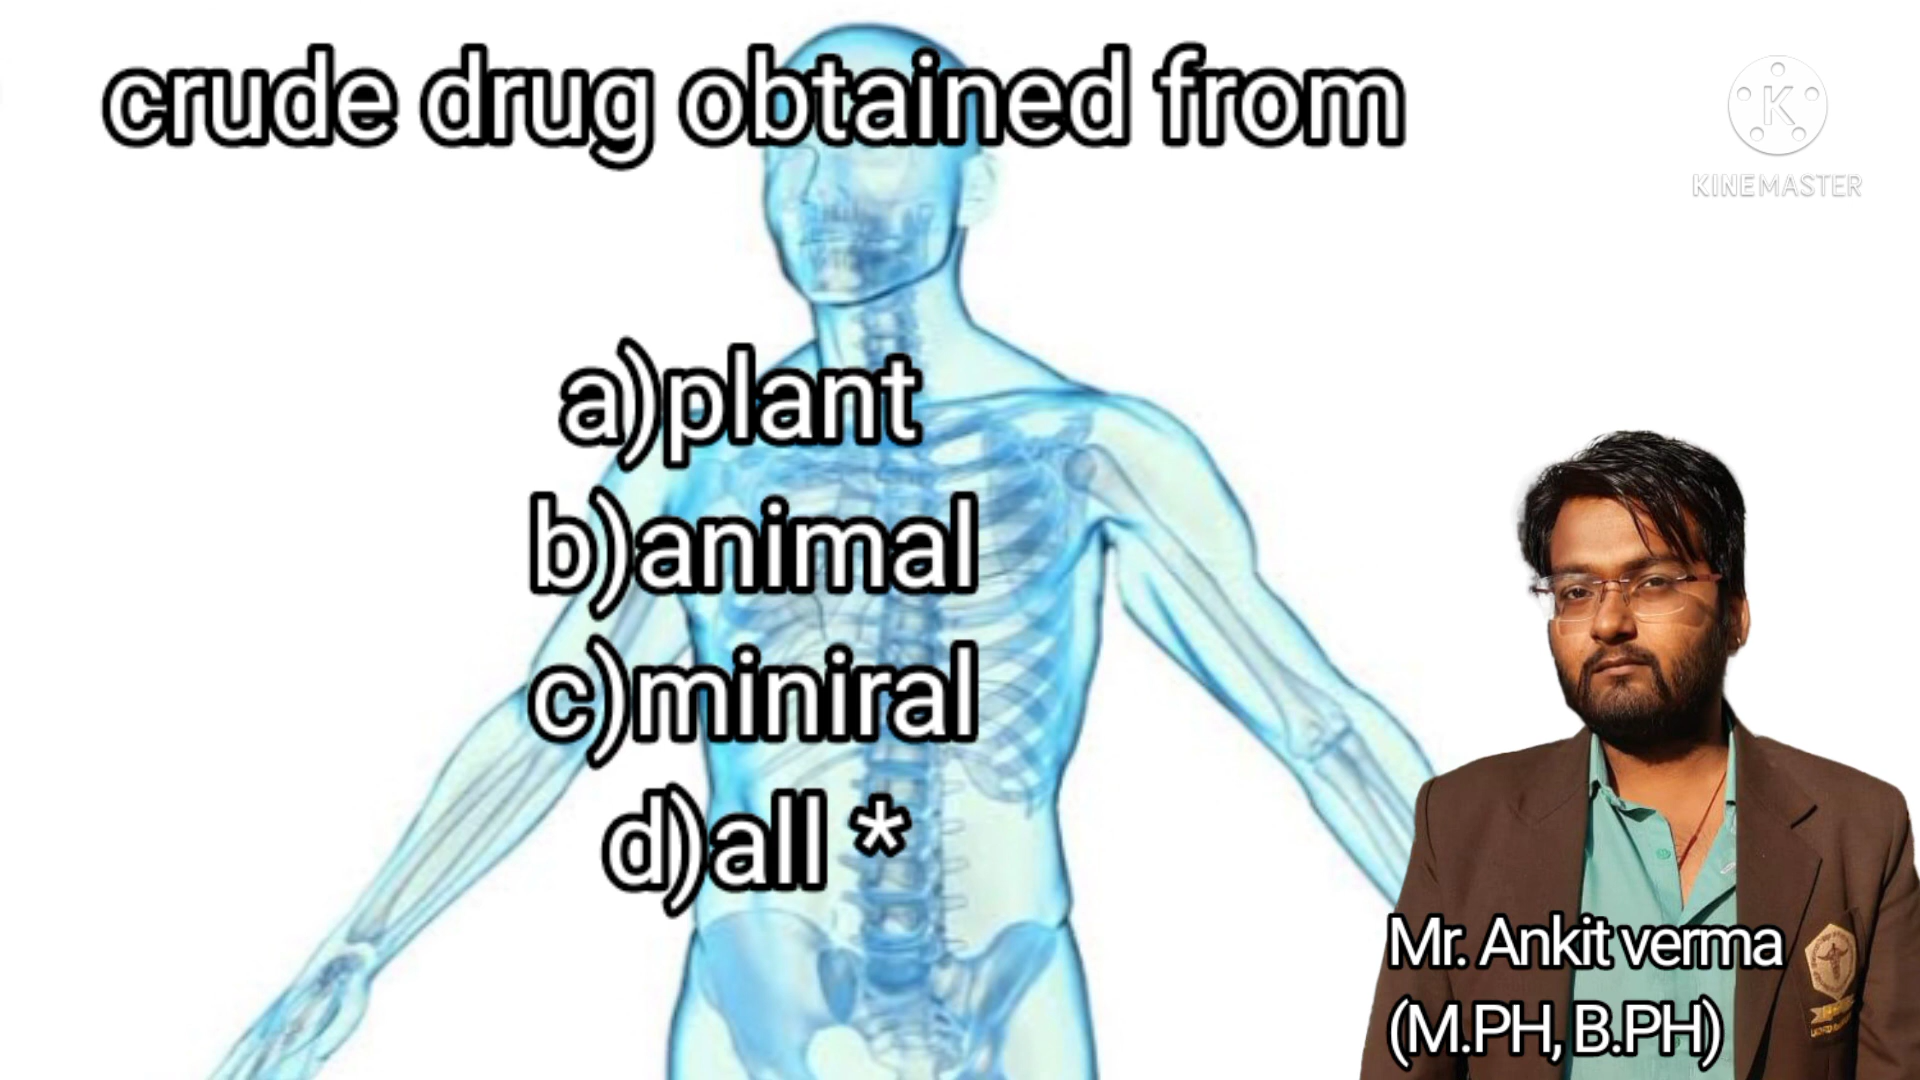 crude drug obtained from
K
KINEMASTER
a)plant
b)animal
c)miniral
d)all *
Mr. Ankit verma
(M.PH, B.PH)